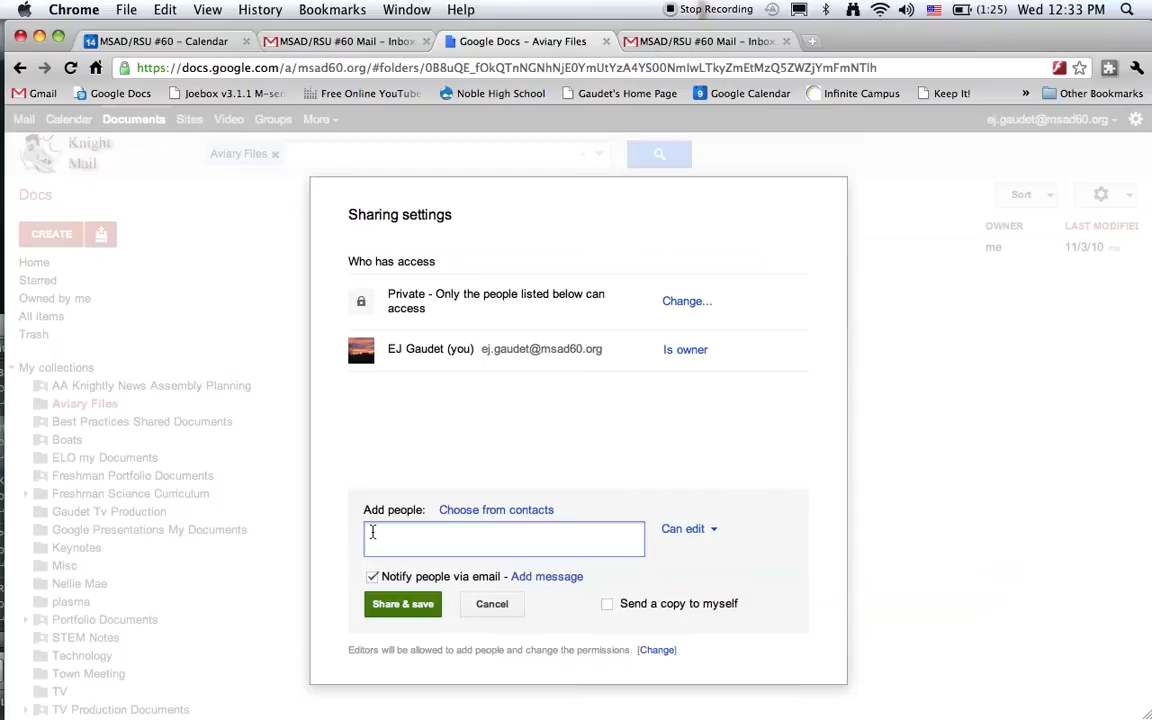 Chrome File Edit View History Bookmarks Window Help Stop Recording (1:25) Wed 12:33 PM
14 MSAD/RSU #60 - Calendar MSAD/RSU #60 Mail - Inbox Google Docs - Aviary Files MSAD/RSU #60 Mail - Inbox
https://docs.google.com/a/msad60.org/#folders/
Gmail Google Docs Joebox v3.1.1 M-ser Free Online YouTube Noble High School Gaudet's Home Page 9 Google Calendar Infinite Campus Keep It! » Other Bookmarks
Mail Calendar Documents Sites Video Groups More ej.gaudet@msad60.org
Knight
Mail
Aviary Files
Docs
Sort
CREATE
OWNER LAST MODIFIED
me 11/3/10 me
Home
Starred
Owned by me
All items
Trash
My collections
AA Knightly News Assembly Planning
Aviary Files
Best Practices Shared Documents
Boats
ELO my Documents
Freshman Portfolio Documents
Freshman Science Curriculum
Gaudet Tv Production
Google Presentations My Documents
Keynotes
Misc
Nellie Mae
plasma
Portfolio Documents
STEM Notes
Technology
Town Meeting
TV
TV Production Documents
Sharing settings
Who has access
Private - Only the people listed below can
access
Change...
EJ Gaudet (you) ej.gaudet@msad60.org Is owner
Add people: Choose from contacts
Can edit
Notify people via email - Add message
Share & save Cancel Send a copy to myself
Editors will be allowed to add people and change the permissions. [Change]